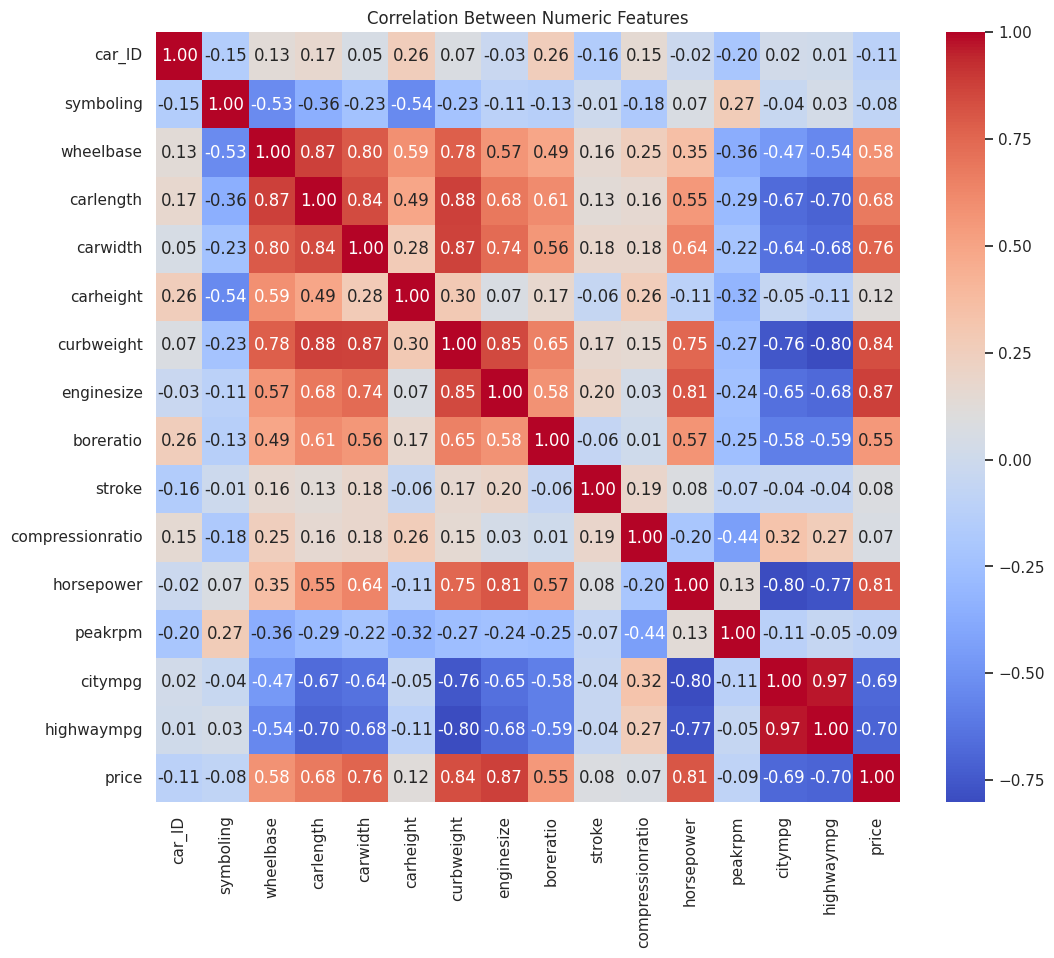 Correlation Between Numeric Features
car_ID 1.00 -0.15 0.13 0.17 0.05 0.26 0.07 -0.03 0.26 -0.16 0.15 -0.02 -0.20 0.02 0.01 -0.11
symboling -0.15 1.00 -0.53 -0.36 -0.23 -0.54 -0.23 -0.11 -0.13 -0.01 -0.18 0.07 0.27 -0.04 0.03 -0.08
wheelbase 0.13 -0.53 1.00 0.87 0.80 0.59 0.78 0.57 0.49 0.16 0.25 0.35 -0.36 -0.47 -0.54 0.58
carlength 0.17 -0.36 0.87 1.00 0.84 0.49 0.88 0.68 0.61 0.13 0.16 0.55 -0.29 -0.67 -0.70 0.68
carwidth 0.05 -0.23 0.80 0.84 1.00 0.28 0.87 0.74 0.56 0.18 0.18 0.64 -0.22 -0.64 -0.68 0.76
carheight 0.26 -0.54 0.59 0.49 0.28 1.00 0.30 0.07 0.17 -0.06 0.26 -0.11 -0.32 -0.05 -0.11 0.12
curbweight 0.07 -0.23 0.78 0.88 0.87 0.30 1.00 0.85 0.65 0.17 0.15 0.75 -0.27 -0.76 -0.80 0.84
enginesize -0.03 -0.11 0.57 0.68 0.74 0.07 0.85 1.00 0.58 0.20 0.03 0.81 -0.24 -0.65 -0.68 0.87
boreratio 0.26 -0.13 0.49 0.61 0.56 0.17 0.65 0.58 1.00 -0.06 0.01 0.57 -0.25 -0.58 -0.59 0.55
stroke -0.16 -0.01 0.16 0.13 0.18 -0.06 0.17 0.20 -0.06 1.00 0.19 0.08 -0.07 -0.04 -0.04 0.08
compressionratio 0.15 -0.18 0.25 0.16 0.18 0.26 0.15 0.03 0.01 0.19 1.00 -0.20 -0.44 0.32 0.27 0.07
horsepower -0.02 0.07 0.35 0.55 0.64 -0.11 0.75 0.81 0.57 0.08 -0.20 1.00 0.13 -0.80 -0.77 0.81
peakrpm -0.20 0.27 -0.36 -0.29 -0.22 -0.32 -0.27 -0.24 -0.25 -0.07 -0.44 0.13 1.00 -0.11 -0.05 -0.09
citympg 0.02 -0.04 -0.47 -0.67 -0.64 -0.05 -0.76 -0.65 -0.58 -0.04 0.32 -0.80 -0.11 1.00 0.97 -0.69
highwaympg 0.01 0.03 -0.54 -0.70 -0.68 -0.11 -0.80 -0.68 -0.59 -0.04 0.27 -0.77 -0.05 0.97 1.00 -0.70
price -0.11 -0.08 0.58 0.68 0.76 0.12 0.84 0.87 0.55 0.08 0.07 0.81 -0.09 -0.69 -0.70 1.00
car_ID
symboling
wheelbase
carlength
carwidth
carheight
curbweight
enginesize
boreratio
stroke
compressionratio
horsepower
peakrpm
citympg
highwaympg
price
1.00
0.75
0.50
0.25
0.00
−0.25
−0.50
−0.75